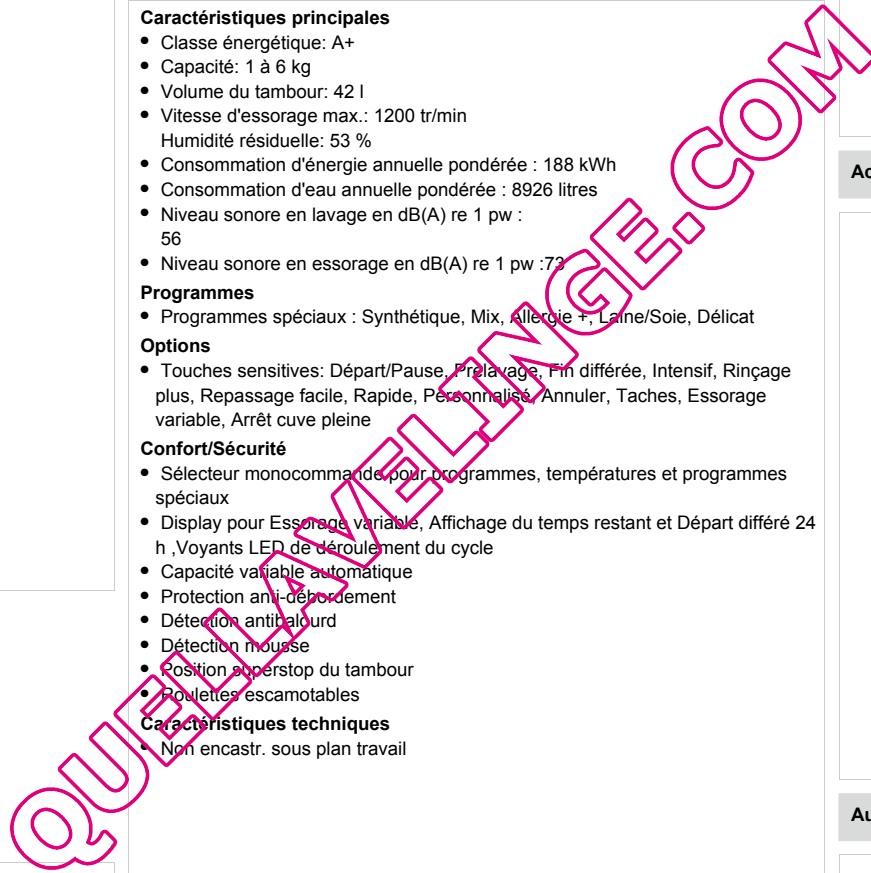 Caractéristiques principales
• Classe énergétique: A+
• Capacité: 1 à 6 kg
• Volume du tambour: 42 l
• Vitesse d'essorage max.: 1200 tr/min
Humidité résiduelle: 53 %
• Consommation d'énergie annuelle pondérée : 188 kWh
• Consommation d'eau annuelle pondérée : 8926 litres
• Niveau sonore en lavage en dB(A) re 1 pw :
56
• Niveau sonore en essorage en dB(A) re 1 pw :73
Programmes
• Programmes spéciaux : Synthétique, Mix, Allergie +, Laine/Soie, Délicat
Options
• Touches sensitives: Départ/Pause, Prélavage, Fin différée, Intensif, Rinçage
plus, Repassage facile, Rapide, Personnalisé, Annuler, Taches, Essorage
variable, Arrêt cuve pleine
Confort/Sécurité
• Sélecteur monocommande pour programmes, températures et programmes
spéciaux
• Display pour Essorage variable, Affichage du temps restant et Départ différé 24
h ,Voyants LED de déroulement du cycle
• Capacité variable automatique
• Protection anti-débordement
• Détection antibalourd
• Détection mousse
• Position superstop du tambour
• Roulettes escamotables
Caractéristiques techniques
• Non encastr. sous plan travail
Ac
Au
QUELLAVELINGE.COM